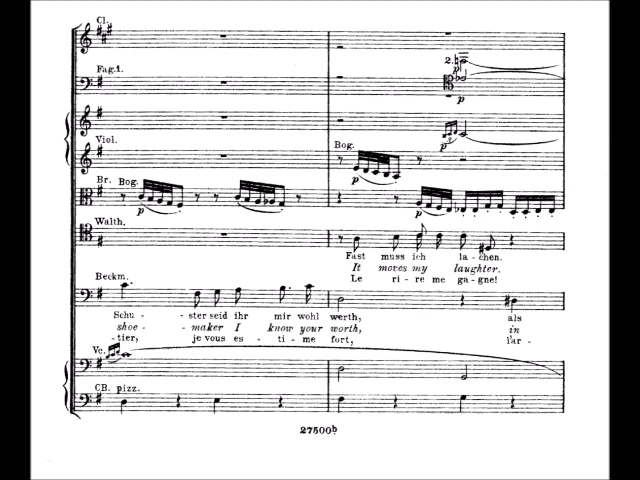 Cl.
Fag.1.
2.
p
p
Viol.
p
Bog.
p
Br. Bog.
p
p
Walth.
Fast muss ich la - chen.
It moves my laughter.
Le ri - re me ga - gne!
Beckm.
Schu - - ster seid ihr mir wohl werth, als
shoe - - maker I know your worth, in
- tier, je vous es - ti - me fort, l'ar -
Vc.
CB. pizz.
27500b